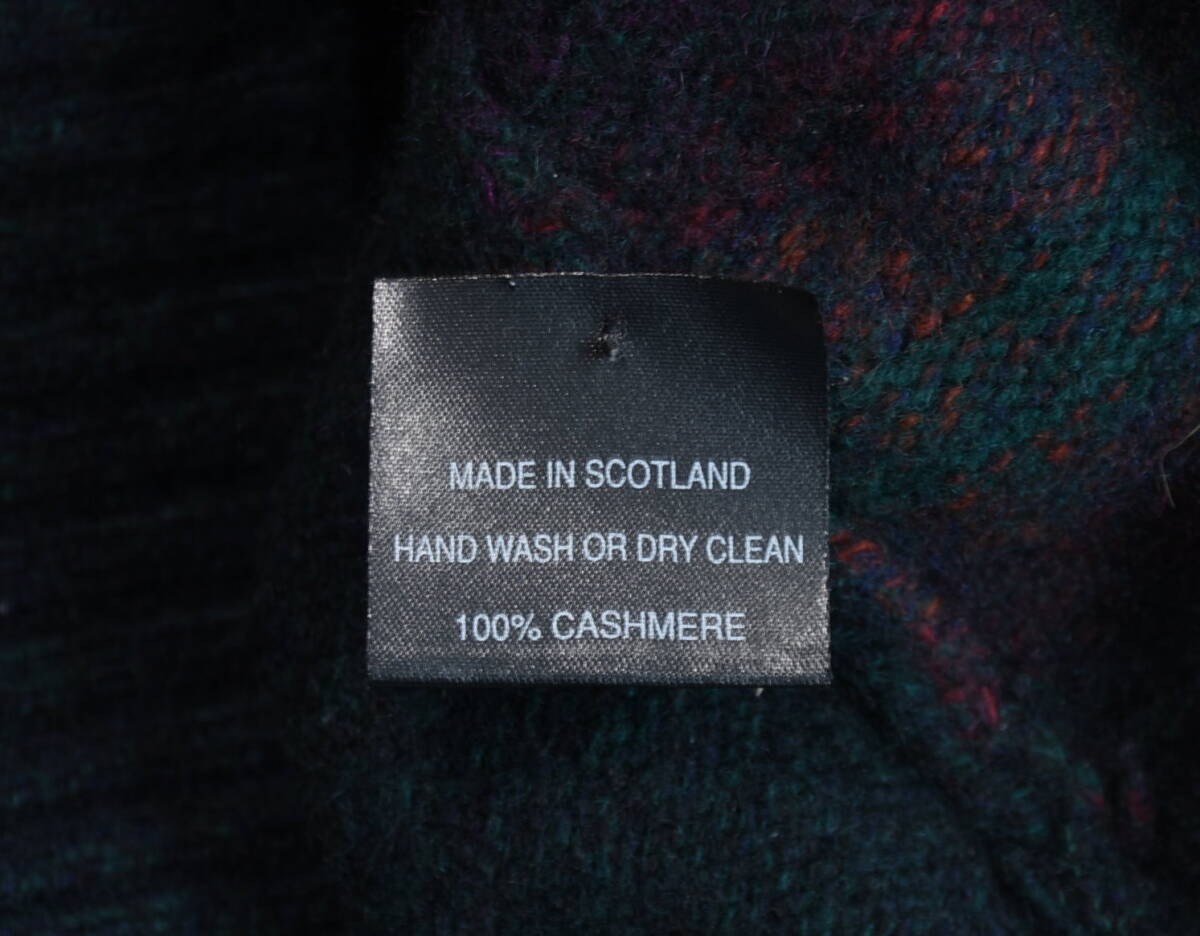 MADE IN SCOTLAND
HAND WASH OR DRY CLEAN
100% CASHMERE